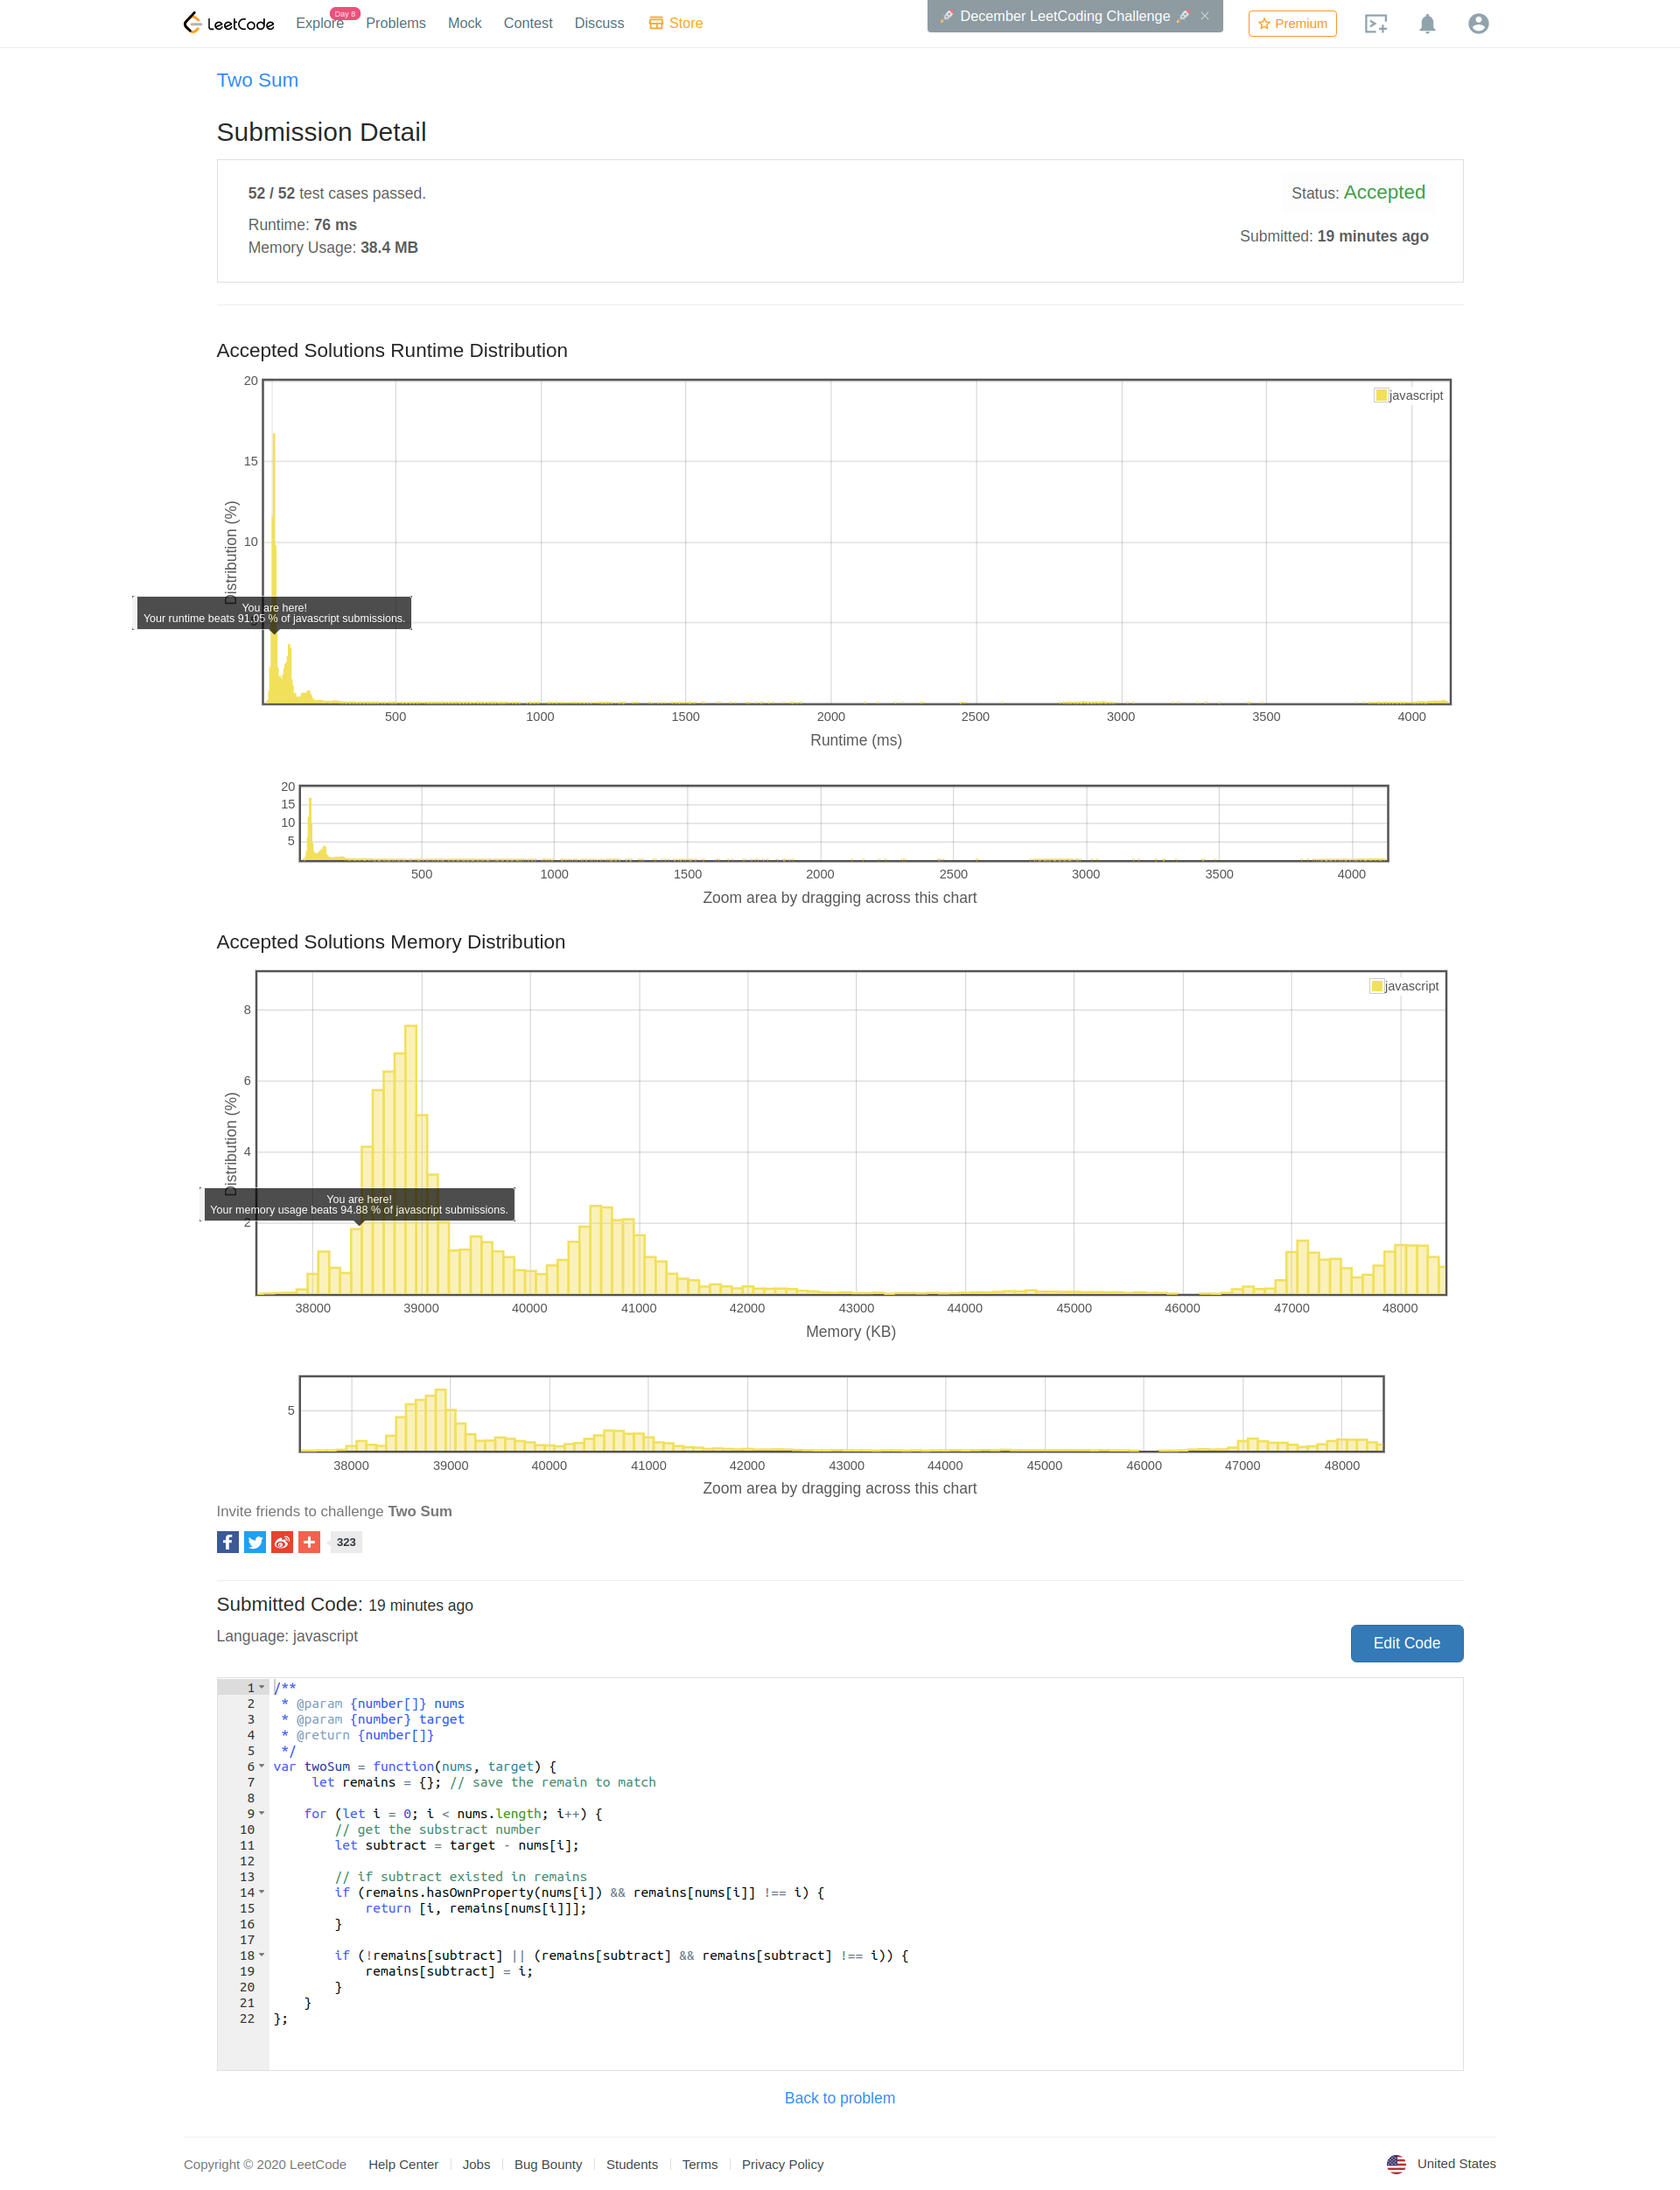 LeetCode Explore Day 8 Problems Mock Contest Discuss Store December LeetCoding Challenge Premium
Two Sum
Submission Detail
52 / 52 test cases passed.
Status: Accepted
Runtime: 76 ms
Submitted: 19 minutes ago
Memory Usage: 38.4 MB
Accepted Solutions Runtime Distribution
20
javascript
15
10
Distribution (%)
You are here!
Your runtime beats 91.05 % of javascript submissions.
500 1000 1500 2000 2500 3000 3500 4000
Runtime (ms)
20
15
10
5
500 1000 1500 2000 2500 3000 3500 4000
Zoom area by dragging across this chart
Accepted Solutions Memory Distribution
javascript
8
6
4
Distribution (%)
You are here!
Your memory usage beats 94.88 % of javascript submissions.
2
38000 39000 40000 41000 42000 43000 44000 45000 46000 47000 48000
Memory (KB)
5
38000 39000 40000 41000 42000 43000 44000 45000 46000 47000 48000
Zoom area by dragging across this chart
Invite friends to challenge Two Sum
323
Submitted Code: 19 minutes ago
Language: javascript
Edit Code
1 /**
2  * @param {number[]} nums
3  * @param {number} target
4  * @return {number[]}
5  */
6 var twoSum = function(nums, target) {
7      let remains = {}; // save the remain to match
8
9     for (let i = 0; i < nums.length; i++) {
10         // get the substract number
11         let subtract = target - nums[i];
12
13         // if subtract existed in remains
14         if (remains.hasOwnProperty(nums[i]) && remains[nums[i]] !== i) {
15             return [i, remains[nums[i]]];
16         }
17
18         if (!remains[subtract] || (remains[subtract] && remains[subtract] !== i)) {
19             remains[subtract] = i;
20         }
21     }
22 };
Back to problem
Copyright © 2020 LeetCode Help Center Jobs Bug Bounty Students Terms Privacy Policy United States